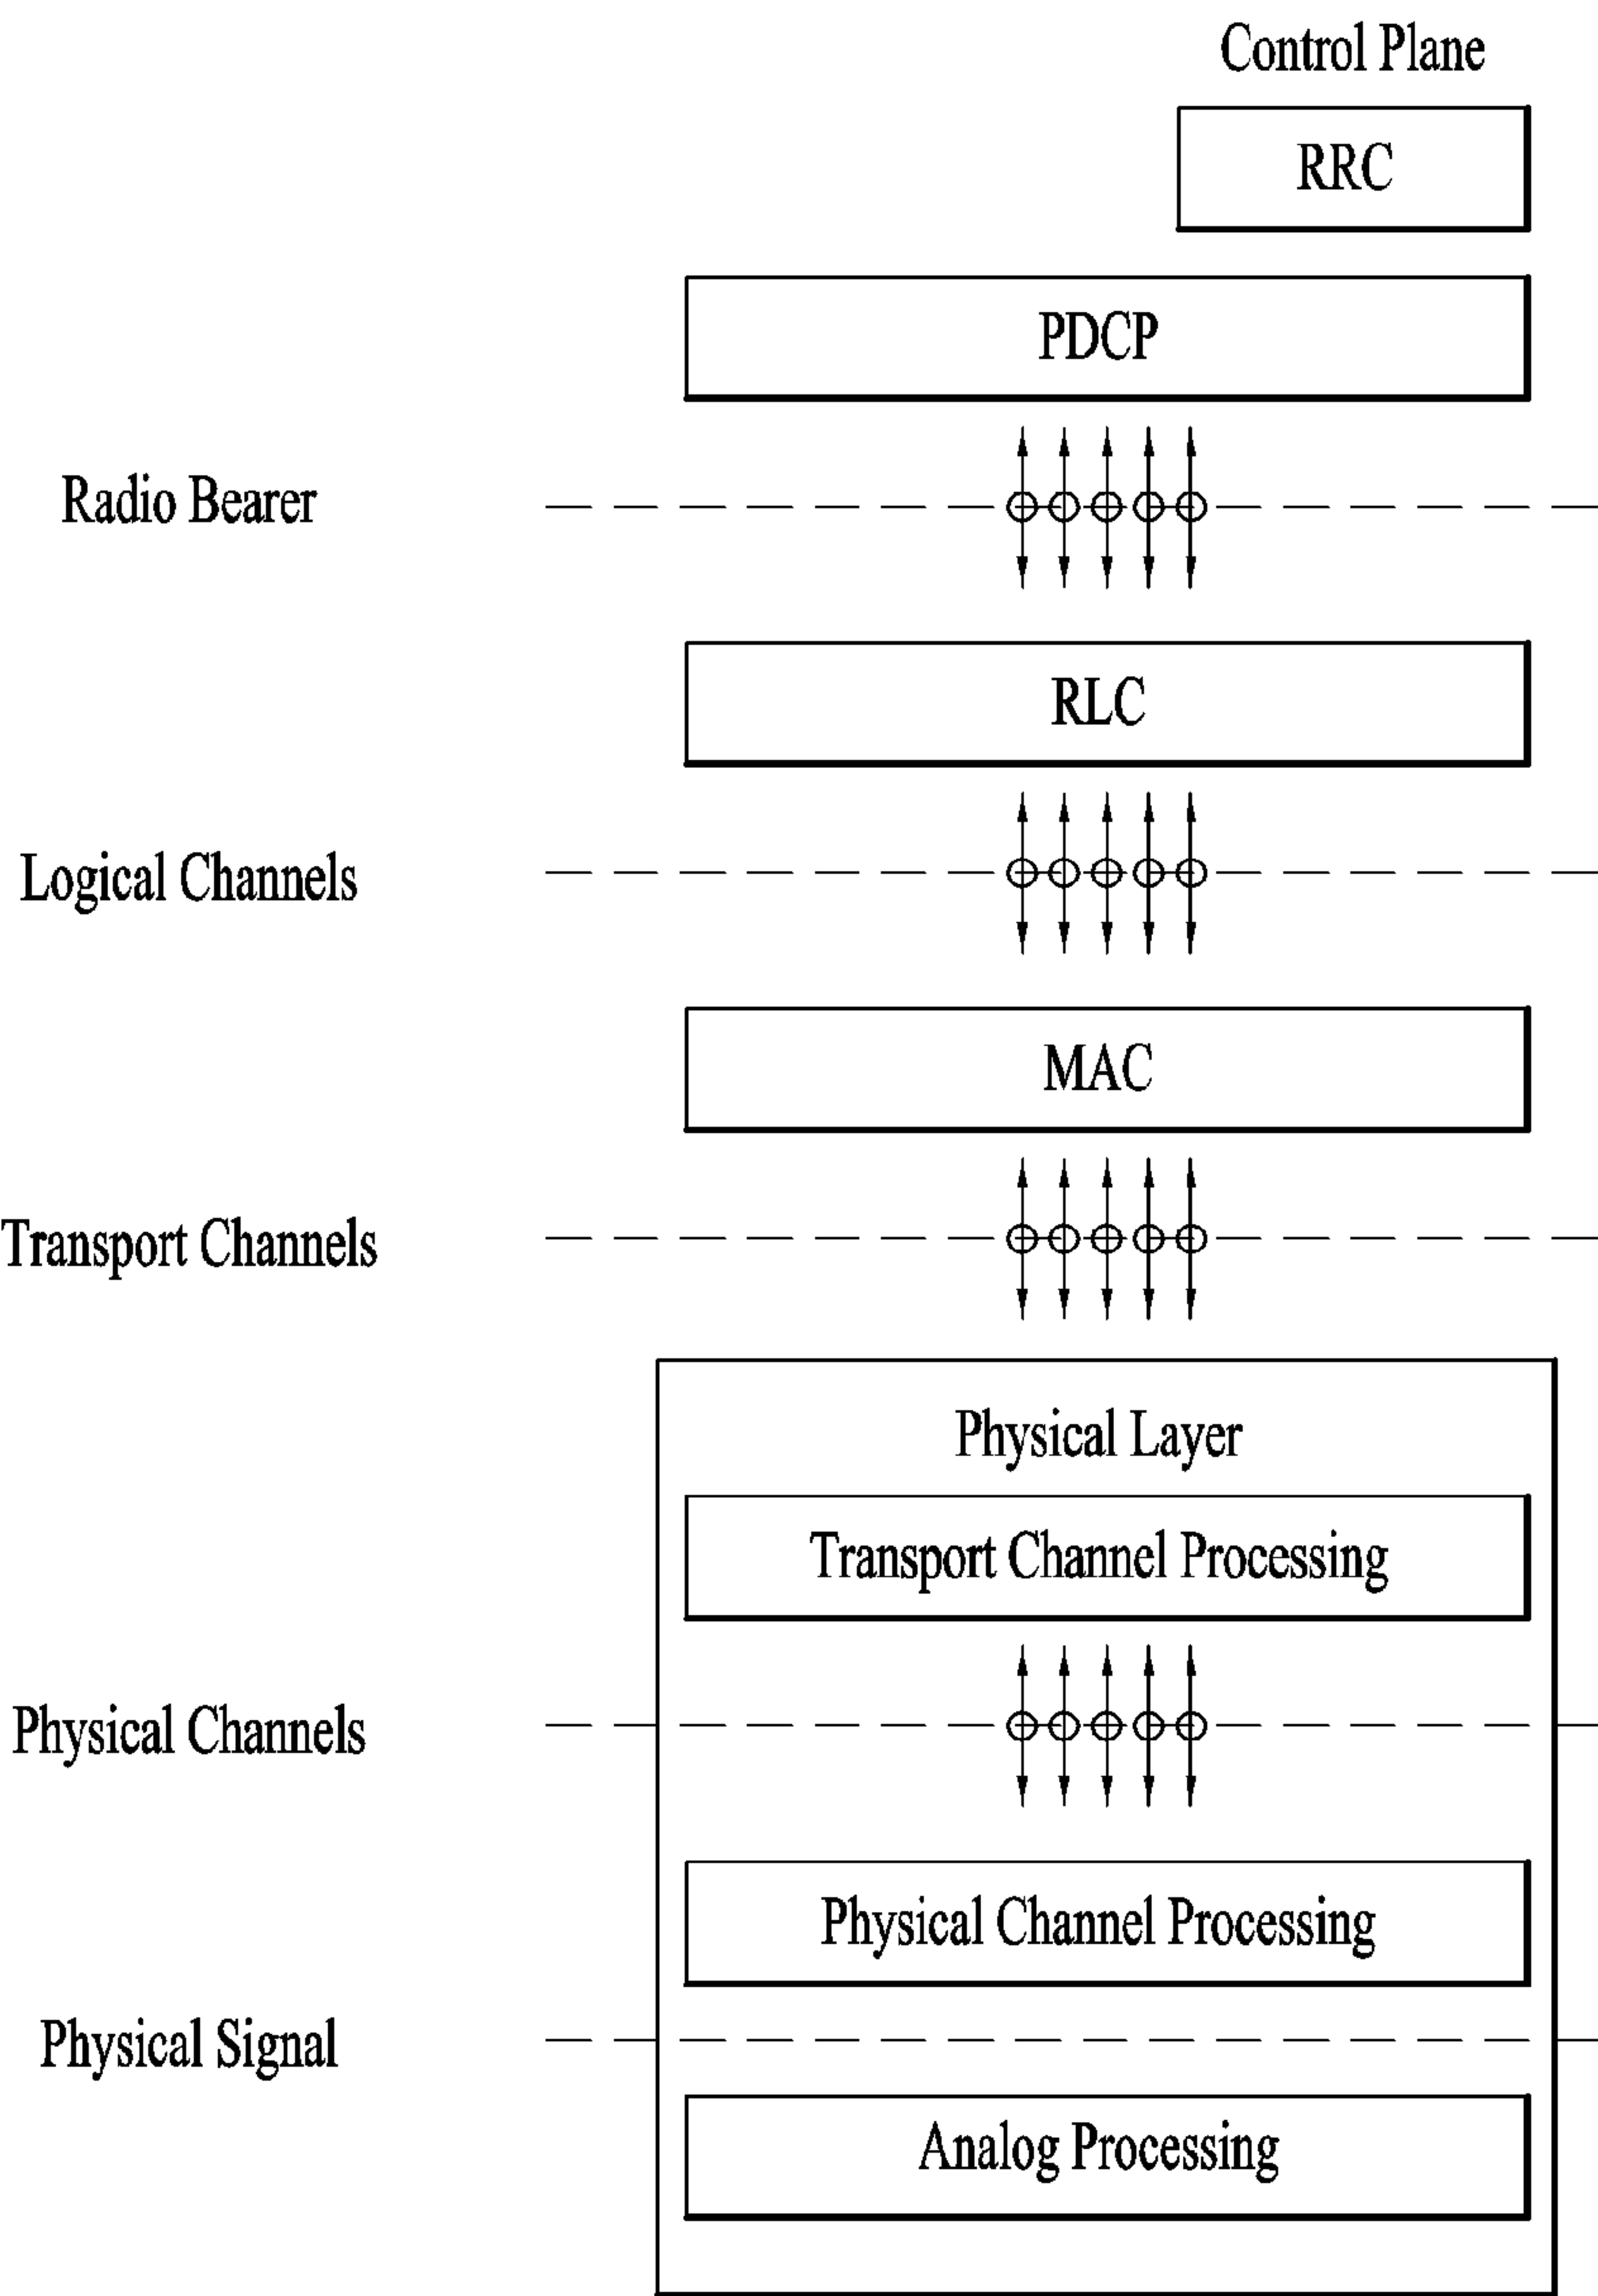 Control Plane
RRC
PDCP
Radio Bearer
RLC
Logical Channels
MAC
Transport Channels
Physical Layer
Transport Channel Processing
Physical Channels
Physical Channel Processing
Physical Signal
Analog Processing